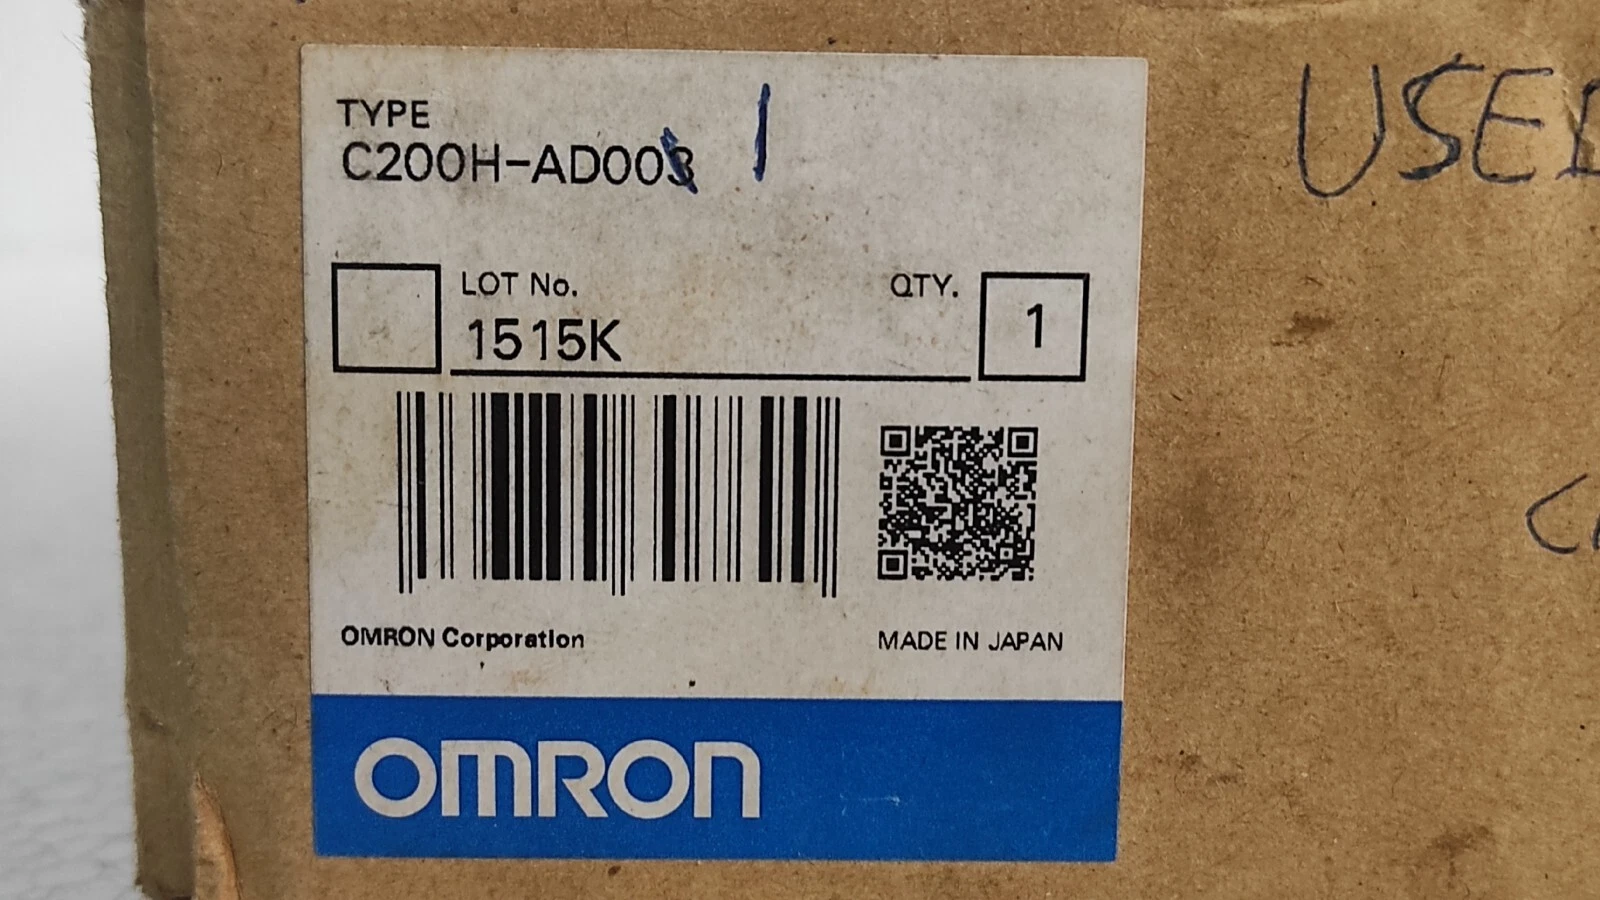 TYPE
C200H-AD003 1
USE
LOT No.
1515K
QTY.
1
OMRON Corporation
MADE IN JAPAN
OMRON